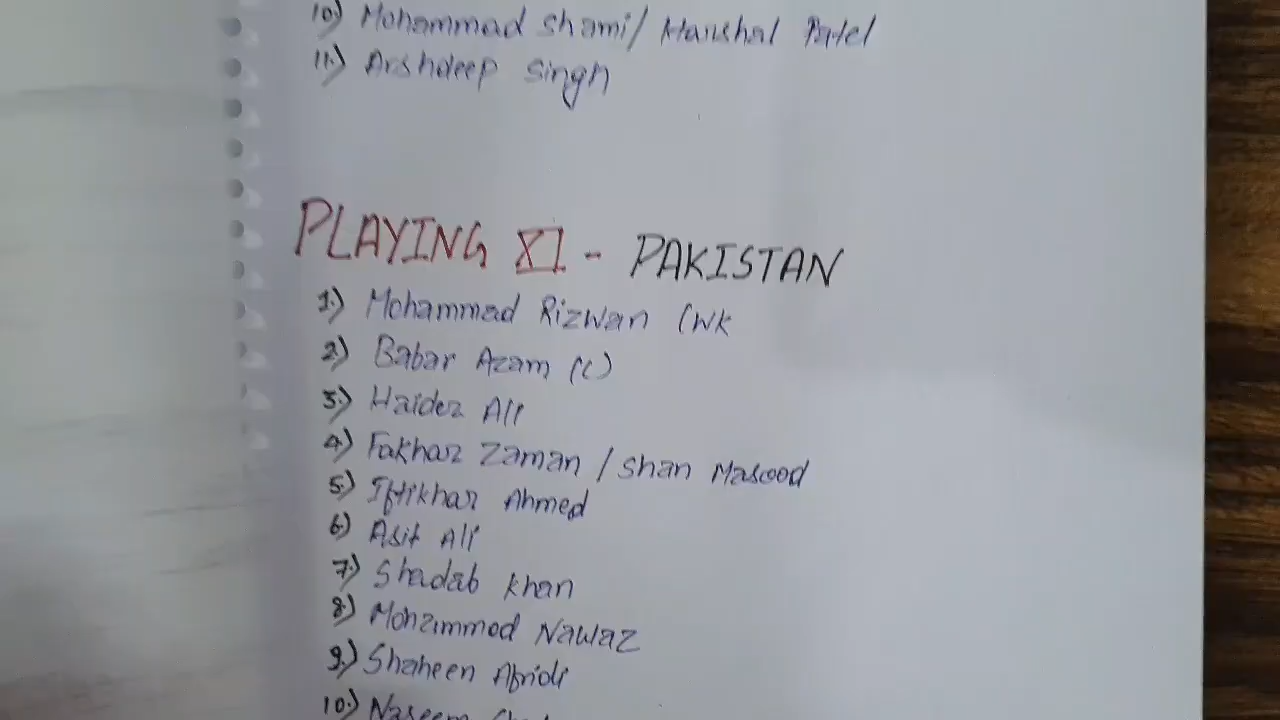 10.) Mohammad Shami/ Harshal Patel
11.) Arshdeep Singh
PLAYING XI - PAKISTAN
1.) Mohammad Rizwan (WK
2.) Babar Azam (C)
3.) Haider Ali
4.) Fakhar Zaman / Shan Masood
5.) Iftikhar Ahmed
6.) Asif Ali
7.) Shadab Khan
8.) Mohammod Nawaz
9.) Shaheen Afridi
10.) Naseem